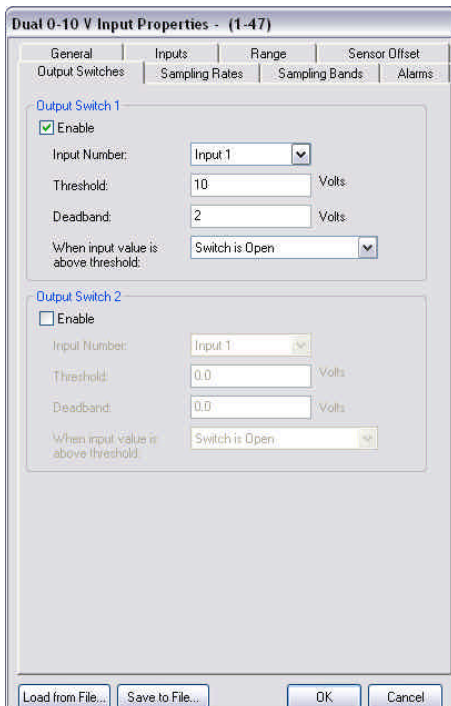 Dual 0-10 V Input Properties - (1-47)
General Inputs Range Sensor Offset
Output Switches Sampling Rates Sampling Bands Alarms
Output Switch 1
Enable
Input Number: Input 1
Threshold: 10 Volts
Deadband: 2 Volts
When input value is above threshold: Switch is Open
Output Switch 2
Enable
Input Number: Input 1
Threshold: 0.0 Volts
Deadband: 0.0 Volts
When input value is above threshold: Switch is Open
Load from File... Save to File... OK Cancel